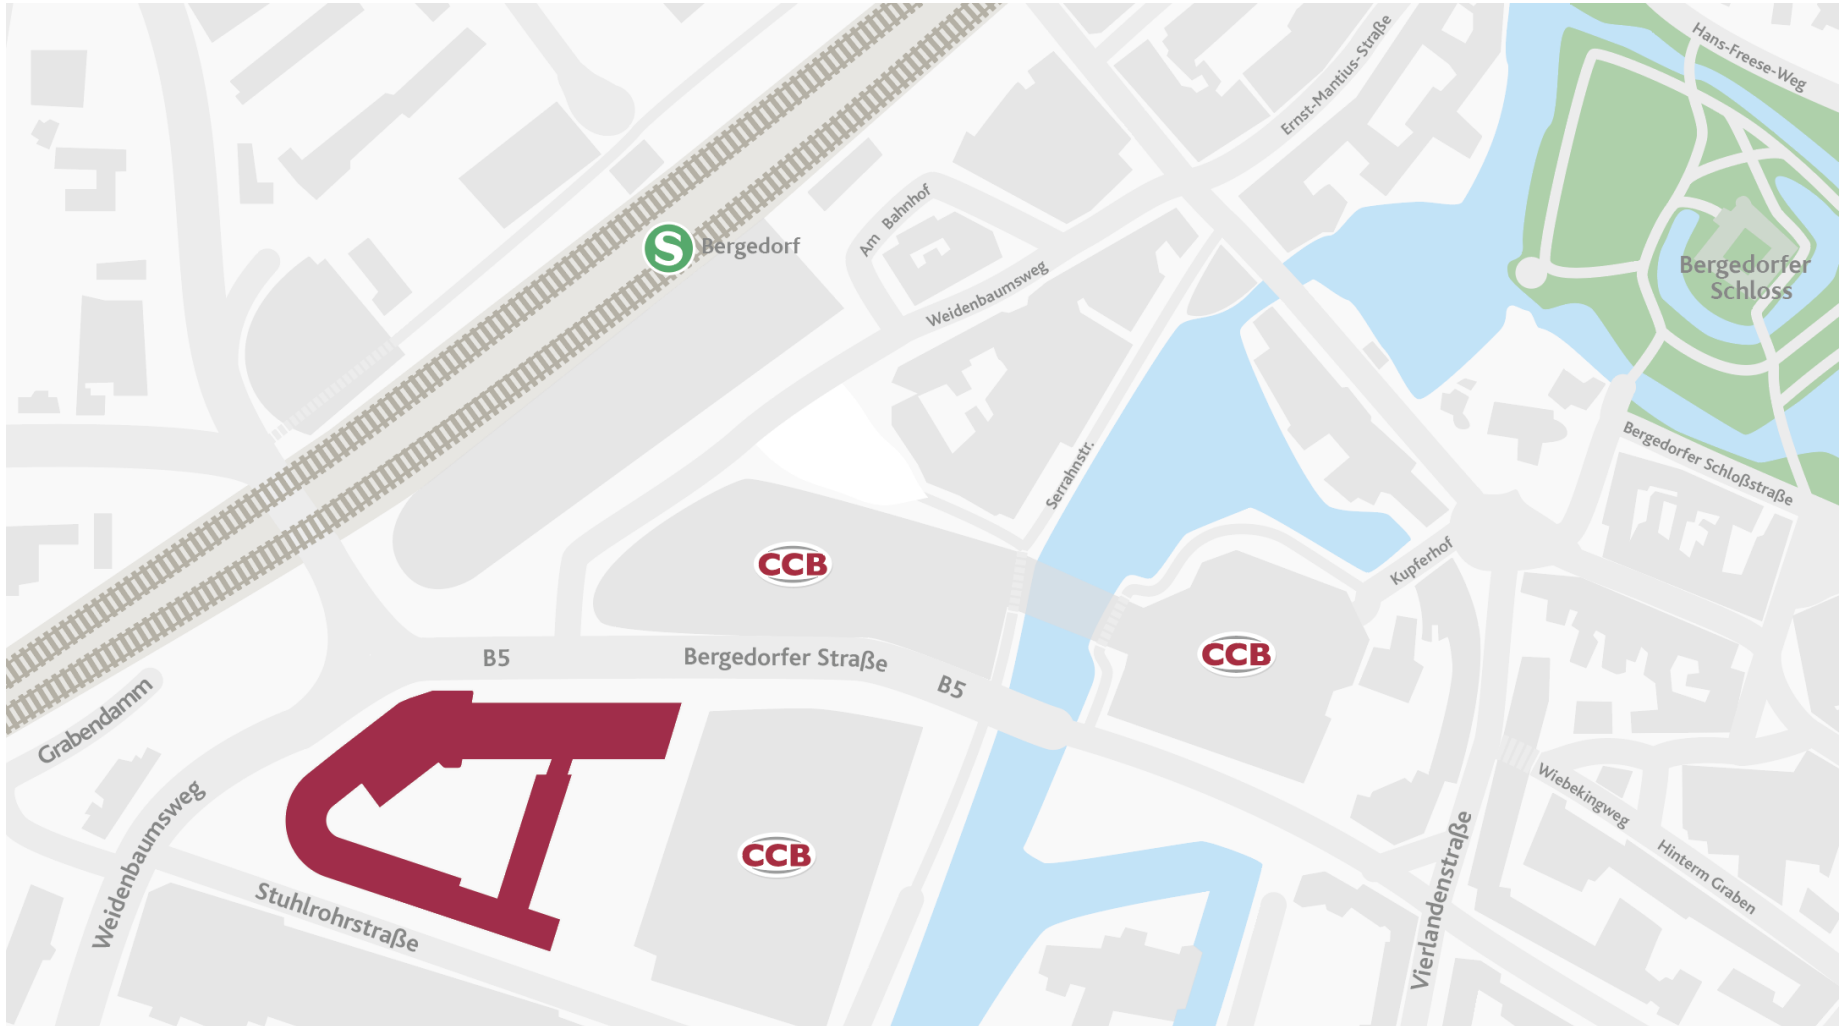 Hans-Freese-Weg
Ernst-Mantius-Straße
Am Bahnhof
S
Bergedorf
Weidenbaumsweg
Bergedorfer
Schloss
Bergedorfer Schloßstraße
Serrahnstr.
CCB
Kupferhof
B5
Bergedorfer Straße
B5
CCB
Grabendamm
Weidenbaumsweg
CCB
Stuhlrohrstraße
Wiebekingweg
Hinterm Graben
Vierlandenstraße